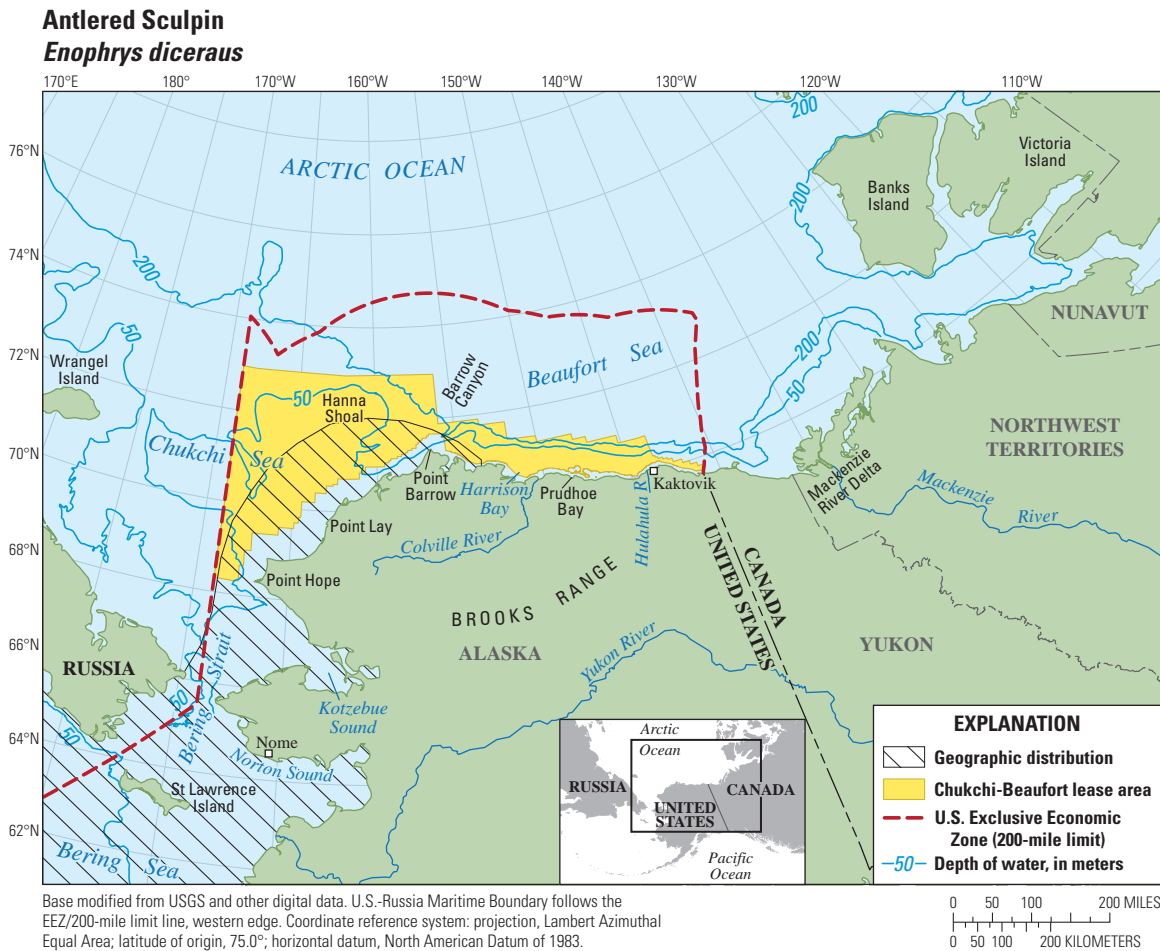 Antlered Sculpin
Enophrys diceraus
170°E 180° 170°W 160°W 150°W 140°W 130°W 120°W 110°W
76°N
74°N
72°N
70°N
68°N
66°N
64°N
62°N
200
200
Victoria
Island
Banks
Island
ARCTIC OCEAN
200
200
NUNAVUT
50
Wrangel
Island
Beaufort Sea
Barrow
Canyon
200
50
50
Hanna
Shoal
Chukchi Sea
NORTHWEST
TERRITORIES
Point
Barrow
Harrison
Bay
Prudhoe
Bay
Hulahula R.
Kaktovik
Mackenzie
River Delta
Mackenzie River
Point Lay
Colville River
Point Hope
BROOKS RANGE
CANADA
UNITED STATES
ALASKA
YUKON
Yukon River
RUSSIA
Bering Strait
50
50
Kotzebue
Sound
Nome
Norton Sound
St Lawrence
Island
Bering Sea
Arctic
Ocean
RUSSIA
CANADA
UNITED
STATES
Pacific
Ocean
EXPLANATION
Geographic distribution
Chukchi-Beaufort lease area
U.S. Exclusive Economic
Zone (200-mile limit)
50 Depth of water, in meters
Base modified from USGS and other digital data. U.S.-Russia Maritime Boundary follows the
EEZ/200-mile limit line, western edge. Coordinate reference system: projection, Lambert Azimuthal
Equal Area; latitude of origin, 75.0°; horizontal datum, North American Datum of 1983.
0 50 100 200 MILES
0 50 100 200 KILOMETERS